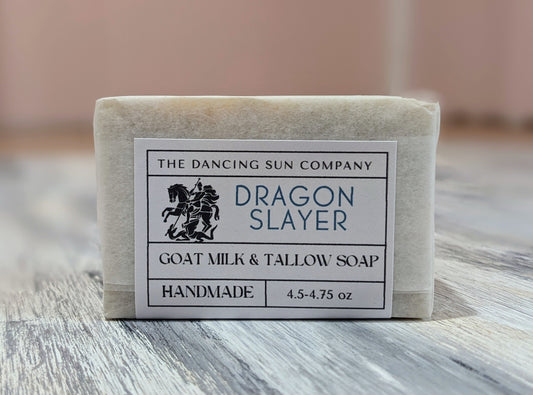 THE DANCING SUN COMPANY
DRAGON
SLAYER
GOAT MILK & TALLOW SOAP
HANDMADE
4.5-4.75 oz